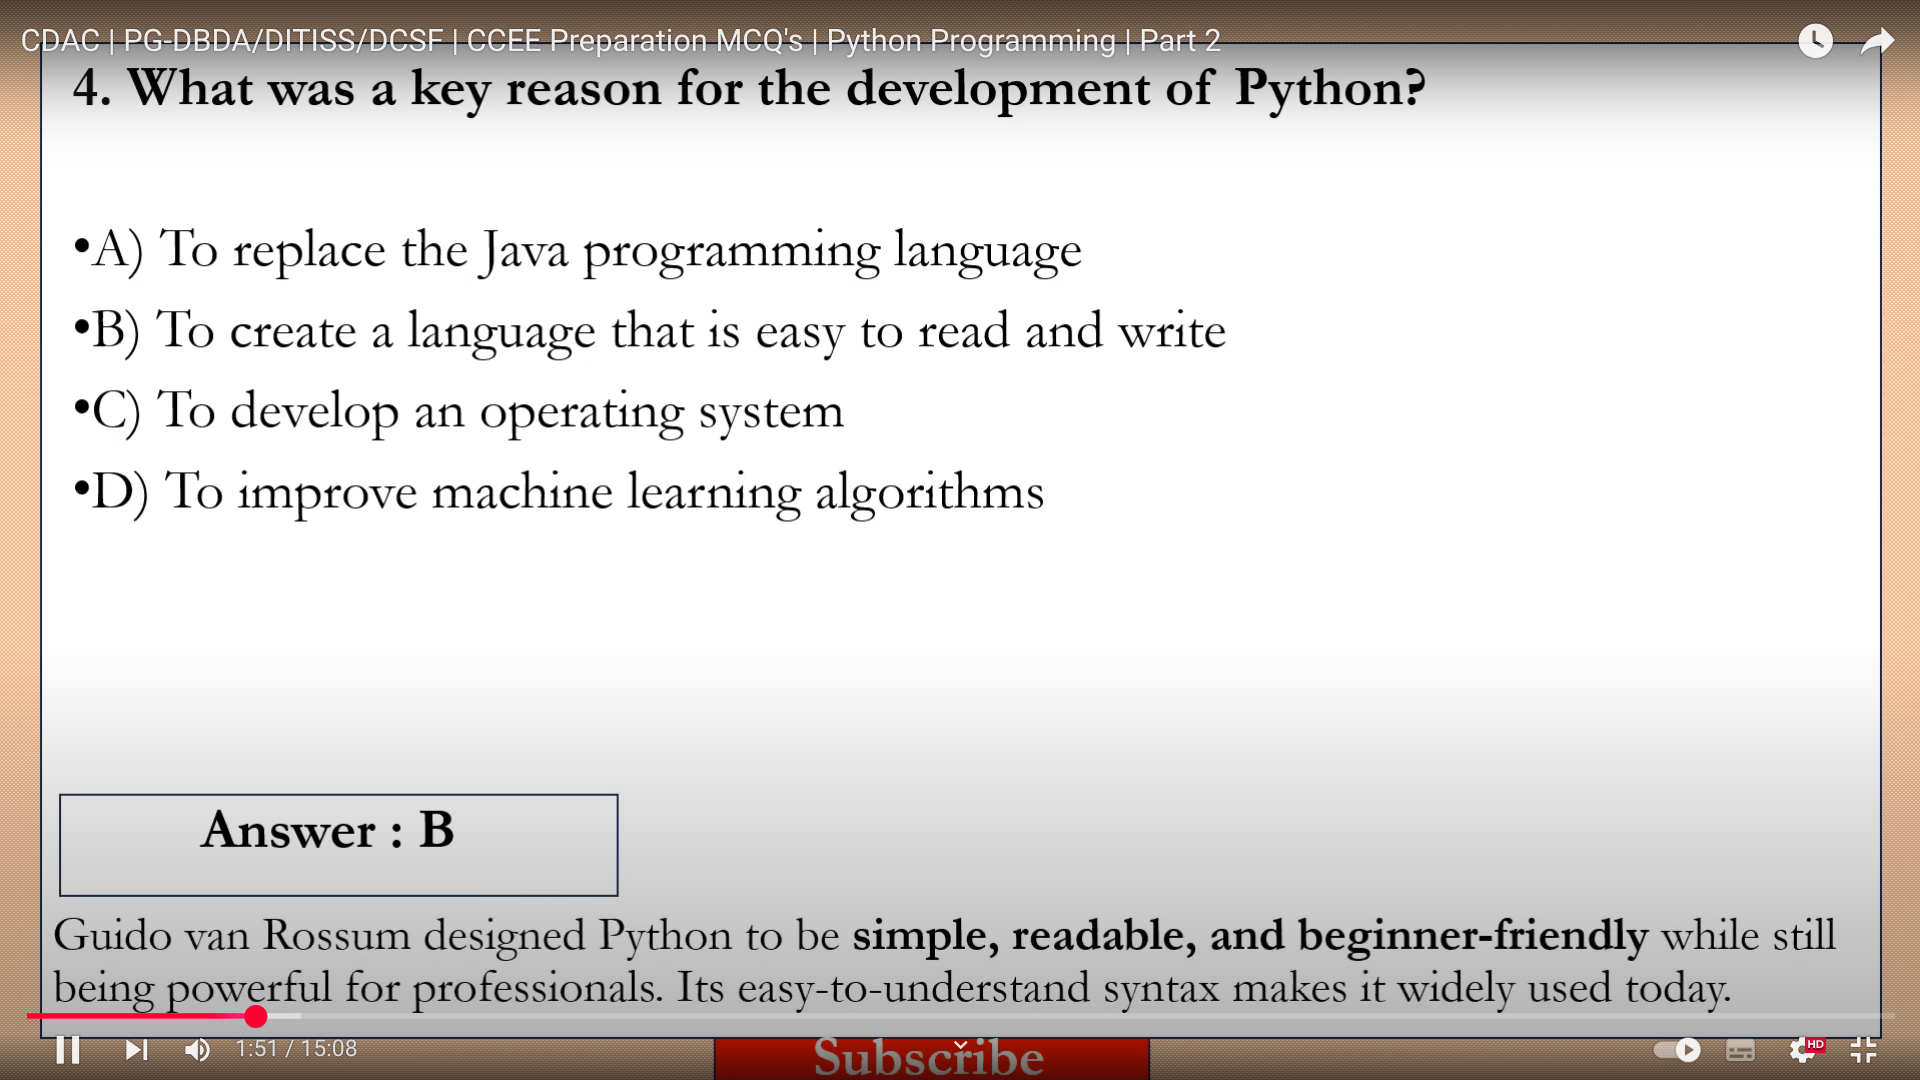 CDAC | PG-DBDA/DITISS/DCSF | CCEE Preparation MCQ's | Python Programming | Part 2
4. What was a key reason for the development of Python?
•A) To replace the Java programming language
•B) To create a language that is easy to read and write
•C) To develop an operating system
•D) To improve machine learning algorithms
Answer : B
Guido van Rossum designed Python to be simple, readable, and beginner-friendly while still
being powerful for professionals. Its easy-to-understand syntax makes it widely used today.
1:51 / 15:08
Subscribe
HD